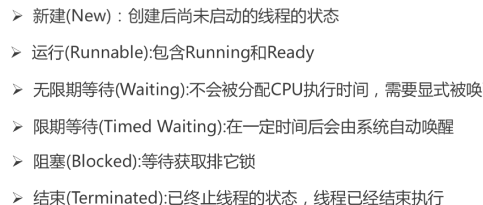 ➢ 新建(New)：创建后尚未启动的线程的状态
➢ 运行(Runnable):包含Running和Ready
➢ 无限期等待(Waiting):不会被分配CPU执行时间，需要显式被唤
➢ 限期等待(Timed Waiting):在一定时间后会由系统自动唤醒
➢ 阻塞(Blocked):等待获取排它锁
➢ 结束(Terminated):已终止线程的状态，线程已经结束执行